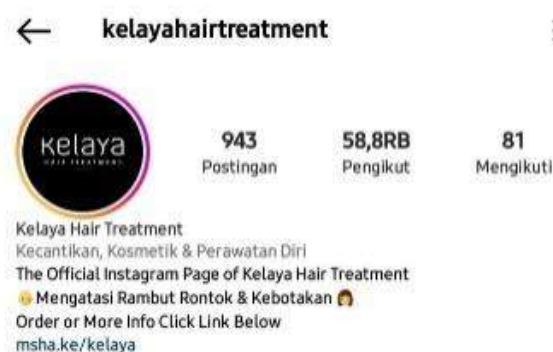 kelayahairtreatment
Kelaya
HAIR TREATMENT
943 58,8RB 81
Postingan Pengikut Mengikuti
Kelaya Hair Treatment
Kecantikan, Kosmetik & Perawatan Diri
The Official Instagram Page of Kelaya Hair Treatment
👴Mengatasi Rambut Rontok & Kebotakan👩
Order or More Info Click Link Below
msha.ke/kelaya